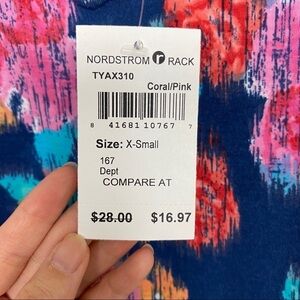 NORDSTROM r RACK
TYAX310
Coral/Pink
8 41681 10767 7
Size: X-Small
167
Dept
COMPARE AT
$28.00 $16.97